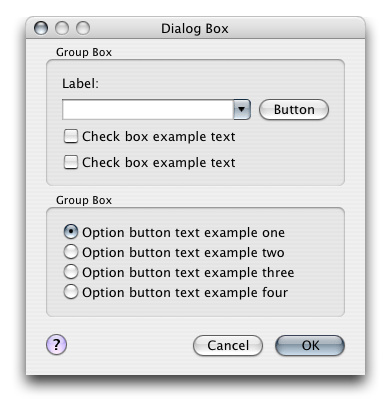 Dialog Box
Group Box
Label:
Button
Check box example text
Check box example text
Group Box
Option button text example one
Option button text example two
Option button text example three
Option button text example four
?
Cancel
OK